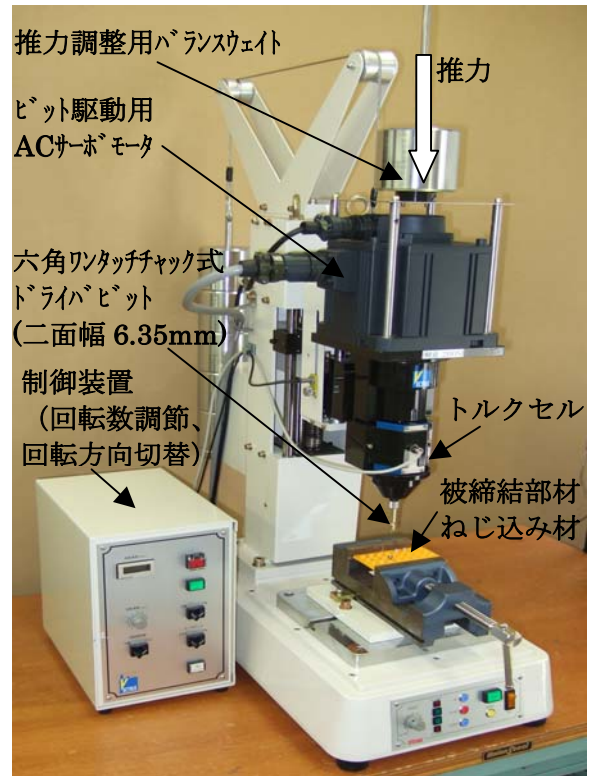 推力調整用ﾊﾞﾗﾝｽｳｪｲﾄ
推力
ﾋﾞｯﾄ駆動用
ACｻｰﾎﾞﾓｰﾀ
六角ﾜﾝﾀｯﾁﾁｬｯｸ式
ﾄﾞﾗｲﾊﾞﾋﾞｯﾄ
(二面幅 6.35mm)
制御装置
（回転数調節、
回転方向切替）
トルクセル
被締結部材
ねじ込み材